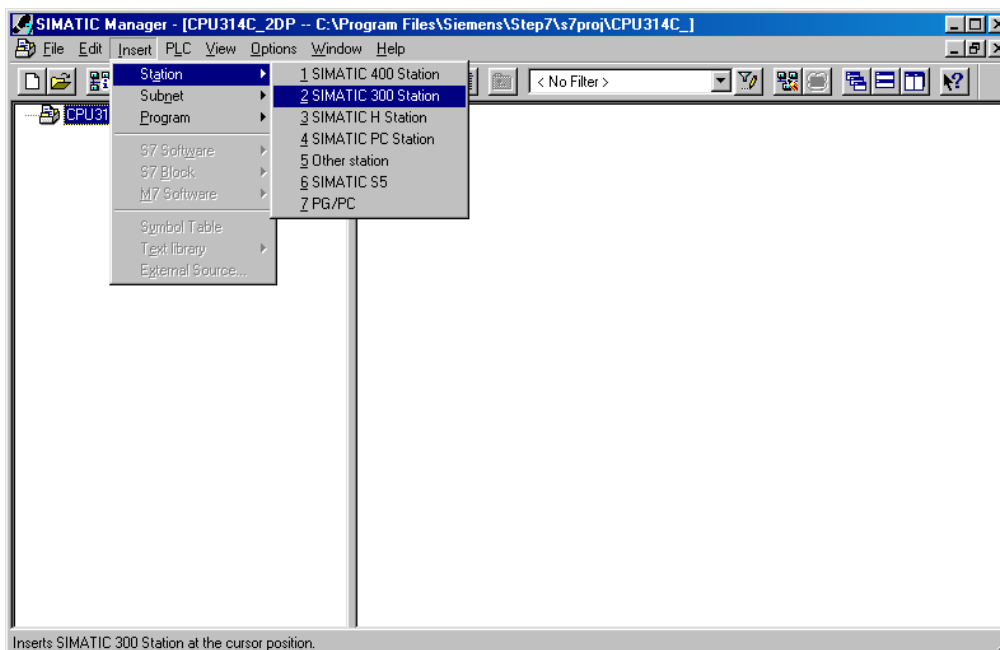 SIMATIC Manager - [CPU314C_2DP -- C:\Program Files\Siemens\Step7\s7proj\CPU314C_]
File Edit Insert PLC View Options Window Help
< No Filter >
CPU31
Station
Subnet
Program
S7 Software
S7 Block
M7 Software
Symbol Table
Text library
External Source...
1 SIMATIC 400 Station
2 SIMATIC 300 Station
3 SIMATIC H Station
4 SIMATIC PC Station
5 Other station
6 SIMATIC S5
7 PG/PC
Inserts SIMATIC 300 Station at the cursor position.